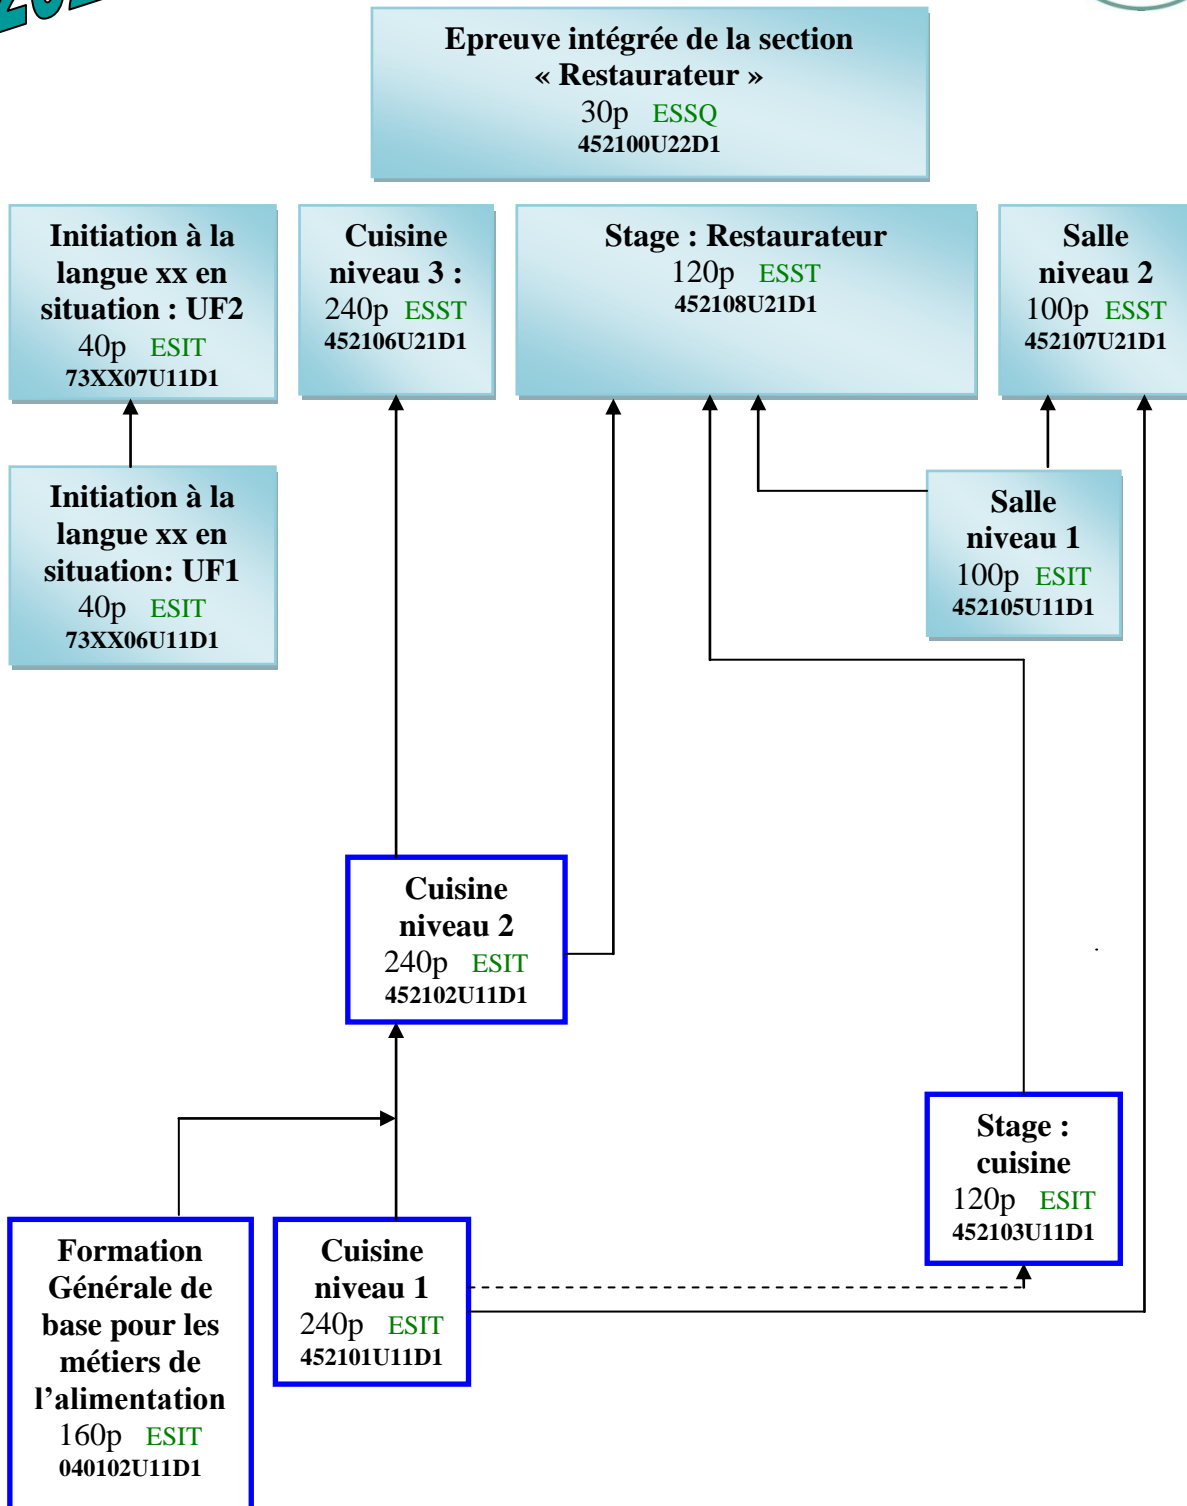 Epreuve intégrée de la section
« Restaurateur »
30p ESSQ
452100U22D1
Initiation à la
langue xx en
situation : UF2
40p ESIT
73XX07U11D1
Cuisine
niveau 3 :
240p ESST
452106U21D1
Stage : Restaurateur
120p ESST
452108U21D1
Salle
niveau 2
100p ESST
452107U21D1
Initiation à la
langue xx en
situation: UF1
40p ESIT
73XX06U11D1
Salle
niveau 1
100p ESIT
452105U11D1
Cuisine
niveau 2
240p ESIT
452102U11D1
Stage :
cuisine
120p ESIT
452103U11D1
Formation
Générale de
base pour les
métiers de
l’alimentation
160p ESIT
040102U11D1
Cuisine
niveau 1
240p ESIT
452101U11D1